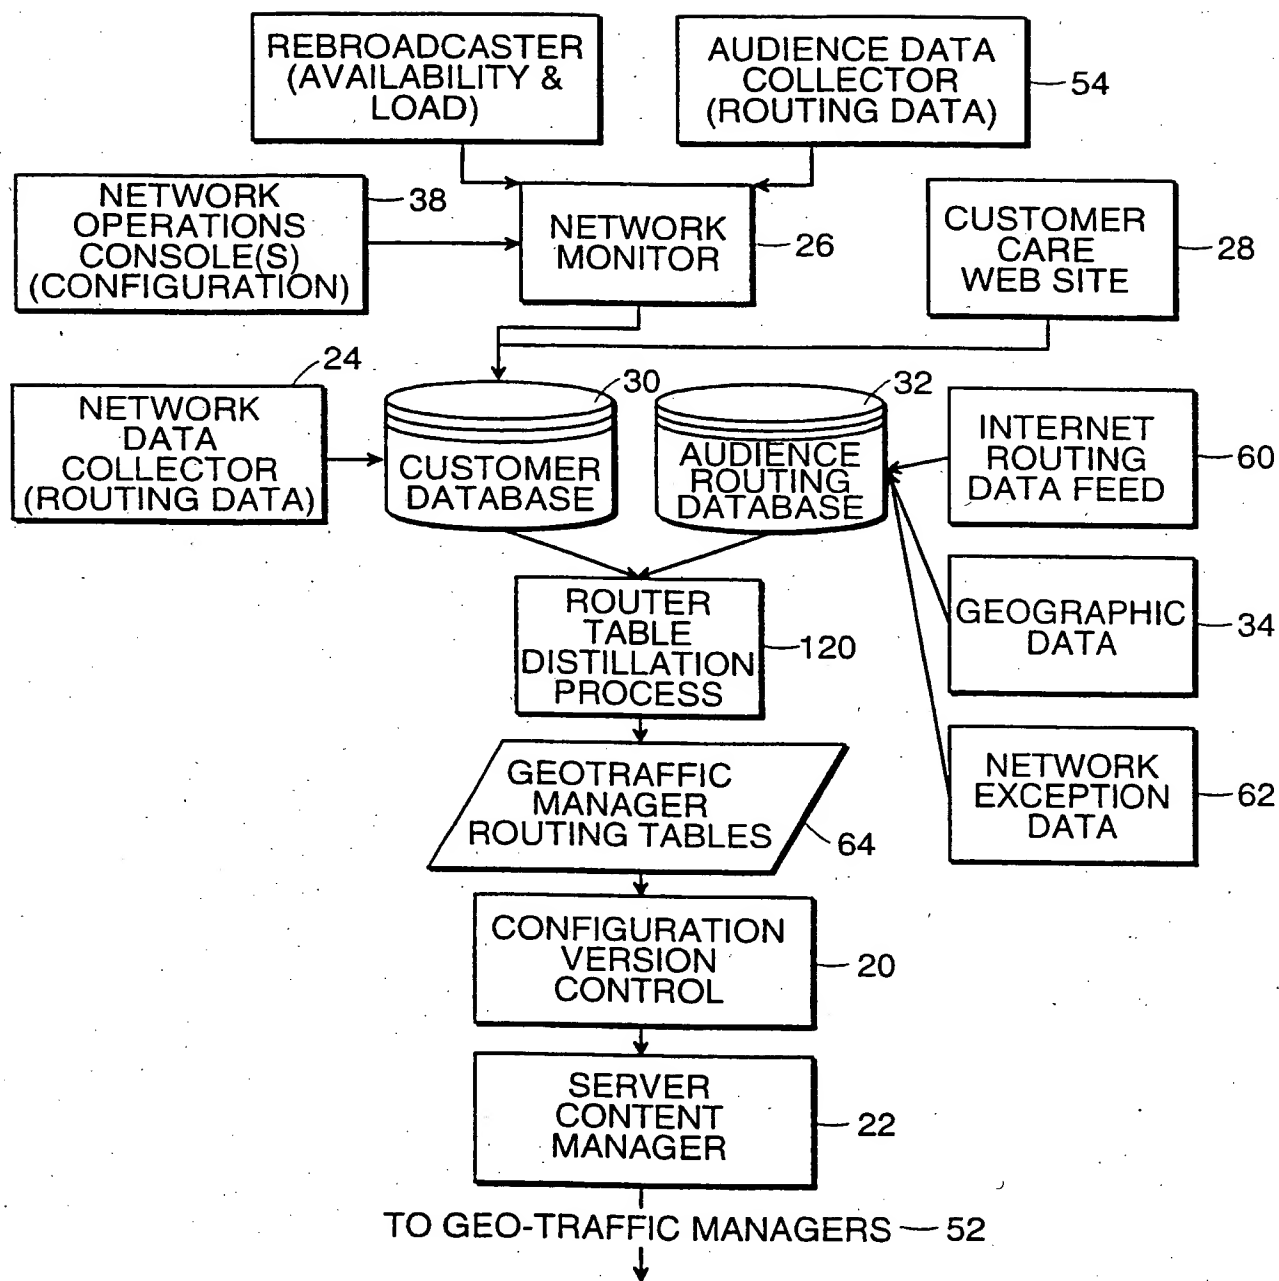 REBROADCASTER
(AVAILABILITY &
LOAD)
AUDIENCE DATA
COLLECTOR
(ROUTING DATA)
54
NETWORK
OPERATIONS
CONSOLE(S)
(CONFIGURATION)
38
NETWORK
MONITOR
26
CUSTOMER
CARE
WEB SITE
28
24
NETWORK
DATA
COLLECTOR
(ROUTING DATA)
30
CUSTOMER
DATABASE
32
AUDIENCE
ROUTING
DATABASE
INTERNET
ROUTING
DATA FEED
60
ROUTER
TABLE
DISTILLATION
PROCESS
120
GEOGRAPHIC
DATA
34
GEOTRAFFIC
MANAGER
ROUTING TABLES
64
NETWORK
EXCEPTION
DATA
62
CONFIGURATION
VERSION
CONTROL
20
SERVER
CONTENT
MANAGER
22
TO GEO-TRAFFIC MANAGERS
52